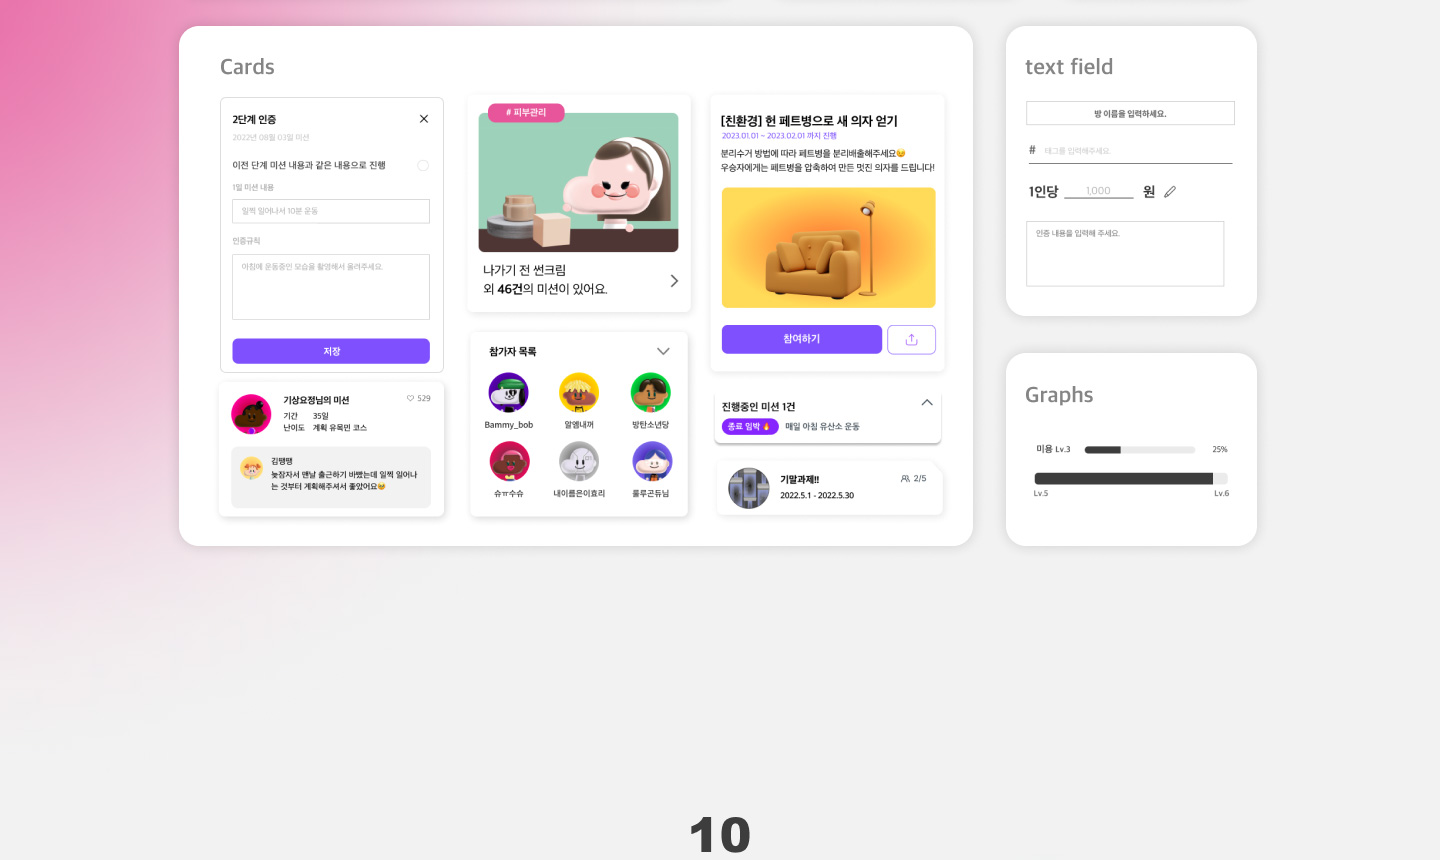 Cards
2단계 인증
2022년 08월 03일 미션
이전 단계 미션 내용과 같은 내용으로 진행
1일 미션 내용
일찍 일어나서 10분 운동
인증규칙
아침에 운동중인 모습을 촬영해서 올려주세요.
저장
기상요정님의 미션
529
기간 35일
난이도 계획 유목민 코스
김땡땡
늦잠자서 맨날 출근하기 바빴는데 일찍 일어나
는 것부터 계획해주셔서 좋았어요🥹
# 피부관리
나가기 전 썬크림
외 46건의 미션이 있어요.
참가자 목록
Bammy_bob
알엠내꺼
방탄소년당
슈ㄲ수슈
내이름은이효리
룰루곤듀님
[친환경] 헌 페트병으로 새 의자 얻기
2023.01.01 ~ 2023.02.01 까지 진행
분리수거 방법에 따라 페트병을 분리배출해주세요😉
우승자에게는 페트병을 압축하여 만든 멋진 의자를 드립니다!
참여하기
진행중인 미션 1건
종료 임박🔥 매일 아침 유산소 운동
기말과제!!
2/5
2022.5.1 - 2022.5.30
text field
방 이름을 입력하세요.
# 태그를 입력해주세요.
1인당 1,000 원
인증 내용을 입력해 주세요.
Graphs
미용 Lv.3 25%
Lv.5 Lv.6
10